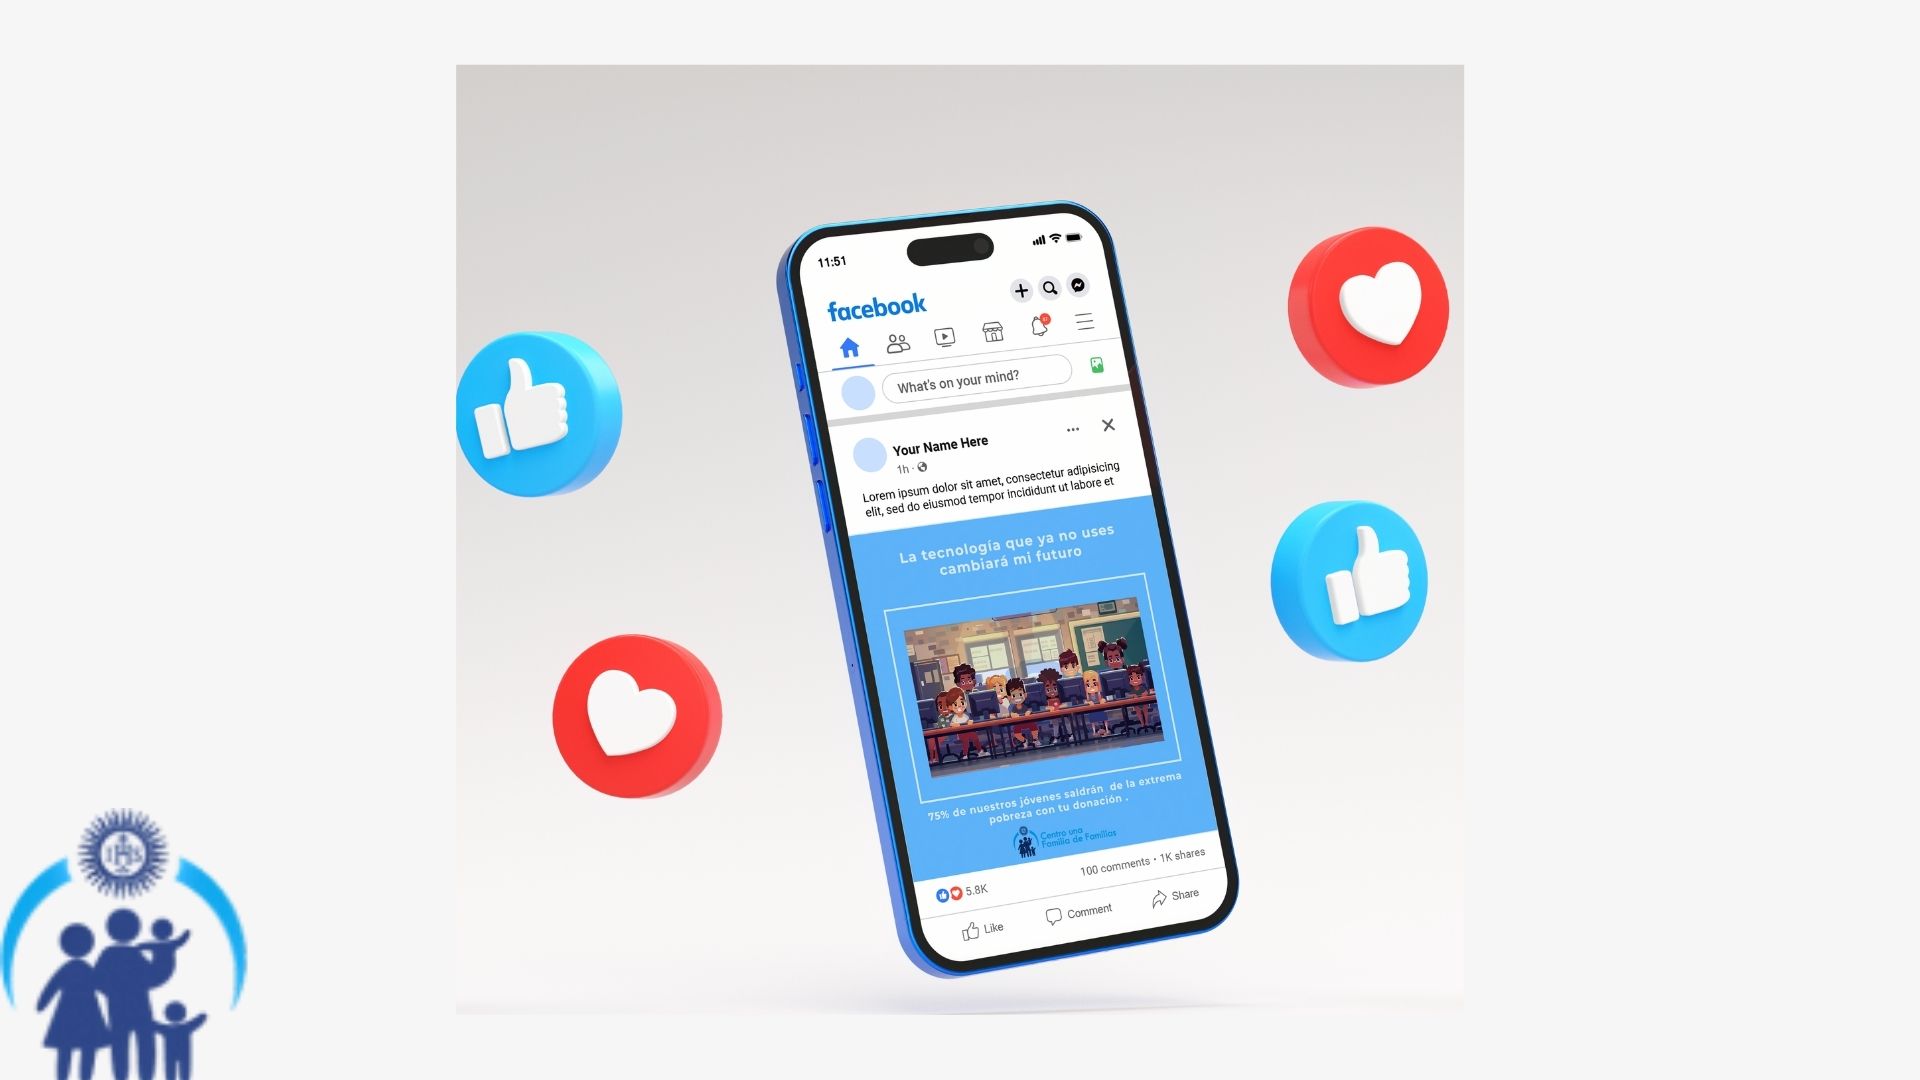 11:51
facebook
What's on your mind?
Your Name Here
1h ·
Lorem ipsum dolor sit amet, consectetur adipisicing
elit, sed do eiusmod tempor incididunt ut labore et
La tecnología que ya no uses
cambiará mi futuro
75% de nuestros jóvenes saldrán de la extrema
pobreza con tu donación .
Centro una
Familia de Familias
5.8K
100 comments • 1K shares
Like
Comment
Share
IHS